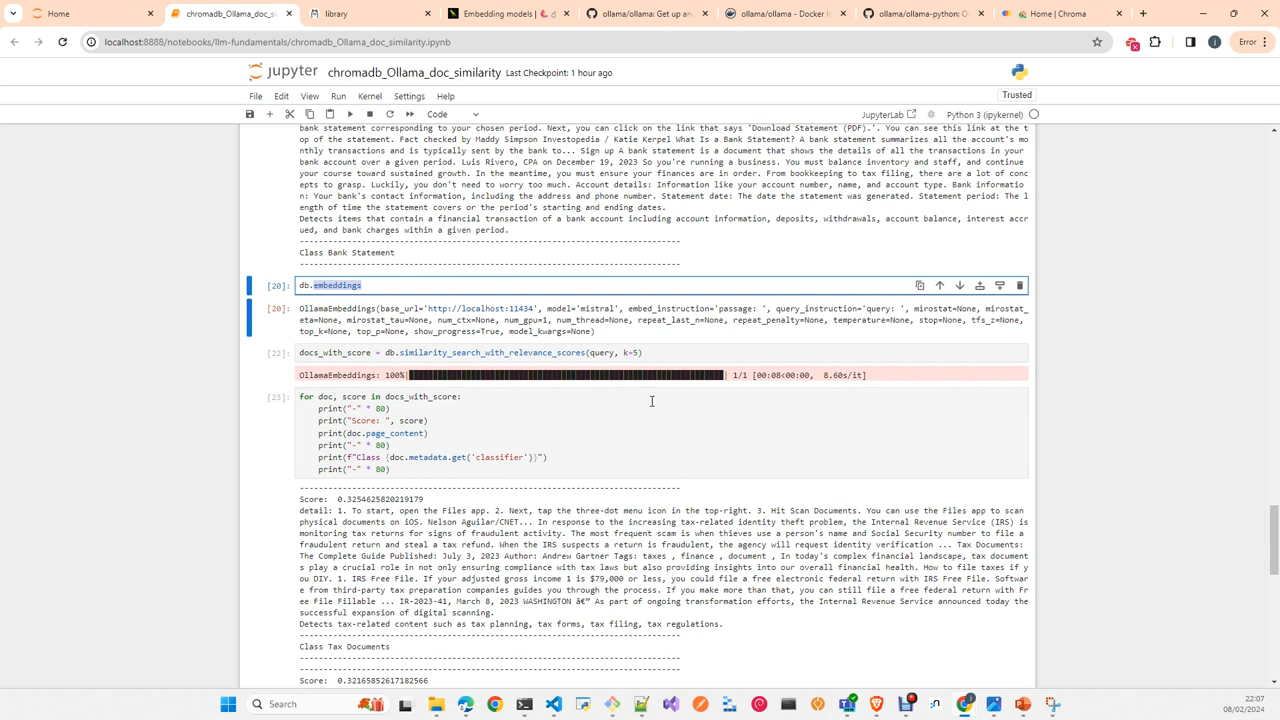 Home
chromadb_Ollama_doc_si
library
Embedding models |
ollama/ollama: Get up an
ollama/ollama - Docker I
ollama/ollama-python: O
Home | Chroma
localhost:8888/notebooks/llm-fundamentals/chromadb_Ollama_doc_similarity.ipynb
Error
jupyter chromadb_Ollama_doc_similarity Last Checkpoint: 1 hour ago
File Edit View Run Kernel Settings Help
Trusted
Code
JupyterLab
Python 3 (ipykernel)
bank statement corresponding to your chosen period. Next, you can click on the link that says 'Download Statement (PDF).'. You can see this link at the t
op of the statement. Fact checked by Maddy Simpson Investopedia / Katie Kerpel What Is a Bank Statement? A bank statement summarizes all the account's mo
nthly transactions and is typically sent by the bank to... Sign up A bank statement is a document that shows the details of all the transactions in your
bank account over a given period. Luis Rivero, CPA on December 19, 2023 So you're running a business. You must balance inventory and staff, and continue
your course toward sustained growth. In the meantime, you must ensure your finances are in order. From bookkeeping to tax filing, there are a lot of conc
epts to grasp. Luckily, you don't need to worry too much. Account details: Information like your account number, name, and account type. Bank informatio
n: Your bank's contact information, including the address and phone number. Statement date: The date the statement was generated. Statement period: The l
ength of time the statement covers or the period's starting and ending dates.
Detects items that contain a financial transaction of a bank account including account information, deposits, withdrawals, account balance, interest accr
ued, and bank charges within a given period.
--------------------------------------------------------------------------------
Class Bank Statement
--------------------------------------------------------------------------------
[20]: db.embeddings
[20]: OllamaEmbeddings(base_url='http://localhost:11434', model='mistral', embed_instruction='passage: ', query_instruction='query: ', mirostat=None, mirostat_
eta=None, mirostat_tau=None, num_ctx=None, num_gpu=1, num_thread=None, repeat_last_n=None, repeat_penalty=None, temperature=None, stop=None, tfs_z=None,
top_k=None, top_p=None, show_progress=True, model_kwargs=None)
[22]: docs_with_score = db.similarity_search_with_relevance_scores(query, k=5)
OllamaEmbeddings: 100%| | 1/1 [00:08<00:00, 8.60s/it]
[23]: for doc, score in docs_with_score:
print("-" * 80)
print("Score: ", score)
print(doc.page_content)
print("-" * 80)
print(f"Class {doc.metadata.get('classifier')}")
print("-" * 80)
--------------------------------------------------------------------------------
Score: 0.3254625820219179
detail: 1. To start, open the Files app. 2. Next, tap the three-dot menu icon in the top-right. 3. Hit Scan Documents. You can use the Files app to scan
physical documents on iOS. Nelson Aguilar/CNET... In response to the increasing tax-related identity theft problem, the Internal Revenue Service (IRS) is
monitoring tax returns for signs of fraudulent activity. The most frequent scam is when thieves use a person's name and Social Security number to file a
fraudulent return and steal a tax refund. When the IRS suspects a return is fraudulent, the agency will request identity verification ... Tax Documents:
The Complete Guide Published: July 3, 2023 Author: Andrew Gartner Tags: taxes , finance , document , In today's complex financial landscape, tax document
s play a crucial role in not only ensuring compliance with tax laws but also providing insights into our overall financial health. How to file taxes if y
ou DIY. 1. IRS Free File. If your adjusted gross income 1 is $79,000 or less, you could file a free electronic federal return with IRS Free File. Softwar
e from third-party tax preparation companies guides you through the process. If you make more than that, you can still file a free federal return with Fr
ee File Fillable ... IR-2023-41, March 8, 2023 WASHINGTON â€" As part of ongoing transformation efforts, the Internal Revenue Service announced today the
successful expansion of digital scanning.
Detects tax-related content such as tax planning, tax forms, tax filing, tax regulations.
--------------------------------------------------------------------------------
Class Tax Documents
--------------------------------------------------------------------------------
--------------------------------------------------------------------------------
Score: 0.32165852617182566
Search
22:07
08/02/2024